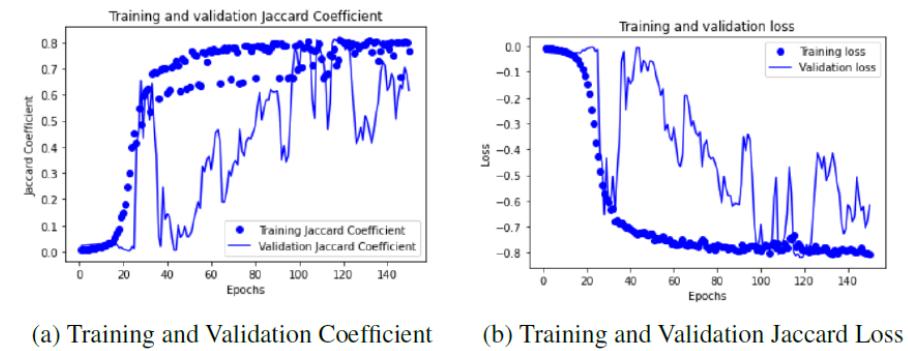 Training and validation Jaccard Coefficient
Jaccard Coefficient
0.8
0.7
0.6
0.5
0.4
0.3
0.2
0.1
0.0
Training Jaccard Coefficient
Validation Jaccard Coefficient
0 20 40 60 80 100 120 140
Epochs
(a) Training and Validation Coefficient
Training and validation loss
Loss
0.0
−0.1
−0.2
−0.3
−0.4
−0.5
−0.6
−0.7
−0.8
Training loss
Validation loss
0 20 40 60 80 100 120 140
Epochs
(b) Training and Validation Jaccard Loss